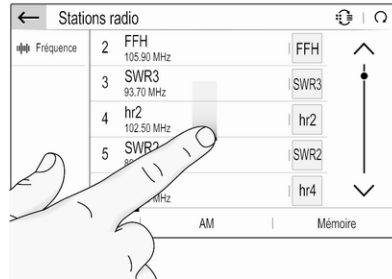 Stations radio
Fréquence
2 FFH FFH
105.90 MHz
3 SWR3 SWR3
93.70 MHz
4 hr2 hr2
102.50 MHz
5 SWR2 SWR2
hr4
MHz
AM Mémoire